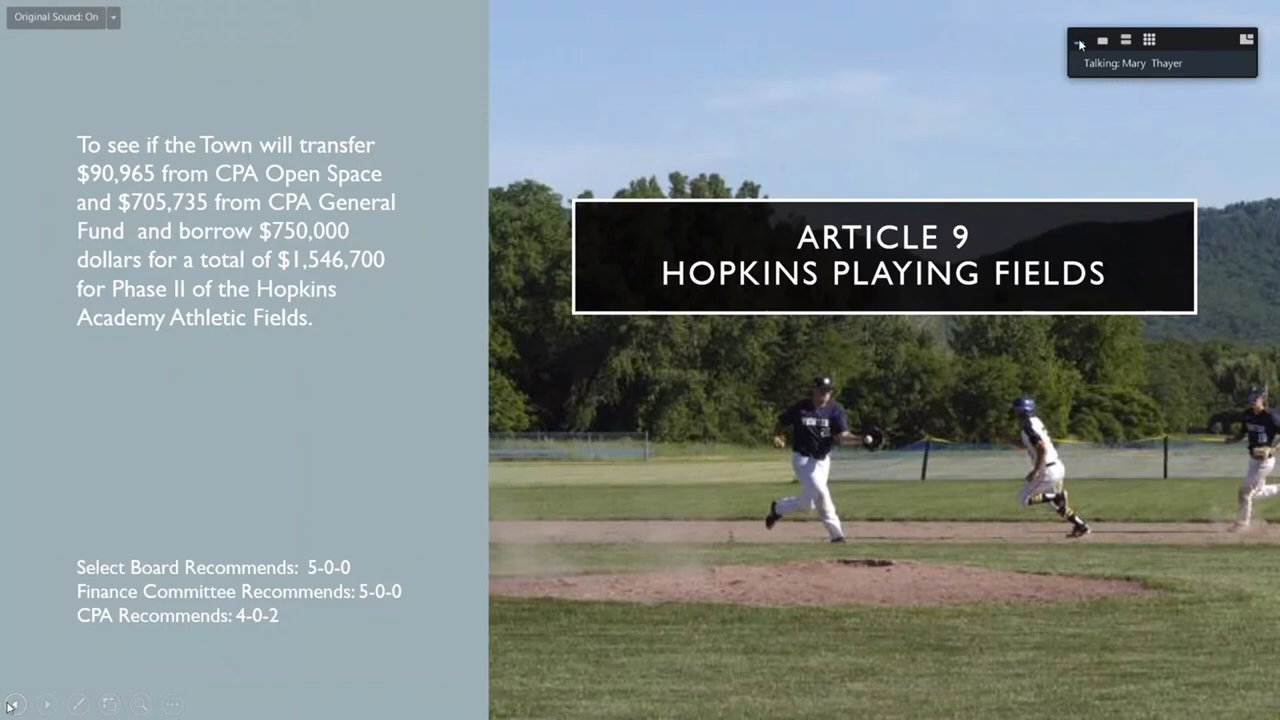 Original Sound: On
Talking: Mary Thayer
To see if the Town will transfer
$90,965 from CPA Open Space
and $705,735 from CPA General
Fund and borrow $750,000
dollars for a total of $1,546,700
for Phase II of the Hopkins
Academy Athletic Fields.
ARTICLE 9
HOPKINS PLAYING FIELDS
Select Board Recommends: 5-0-0
Finance Committee Recommends: 5-0-0
CPA Recommends: 4-0-2